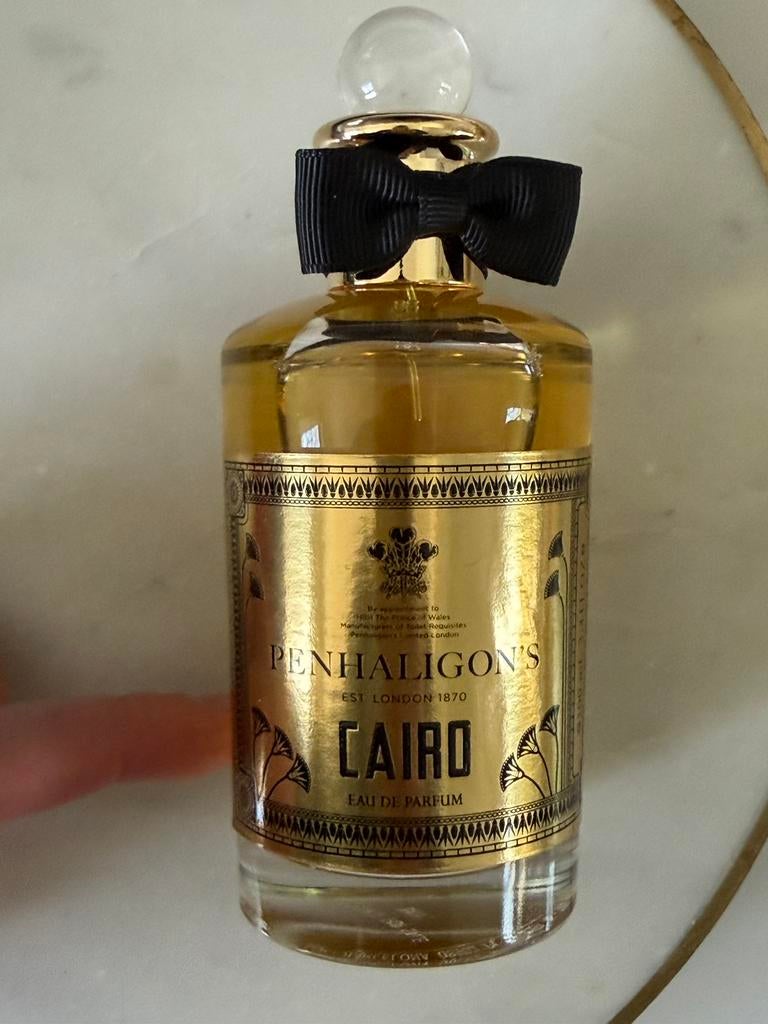 By appointment to
HRH The Prince of Wales
Manufacturers of Toilet Requisites
Penhaligon's Limited London
PENHALIGON'S
EST. LONDON 1870
CAIRO
EAU DE PARFUM